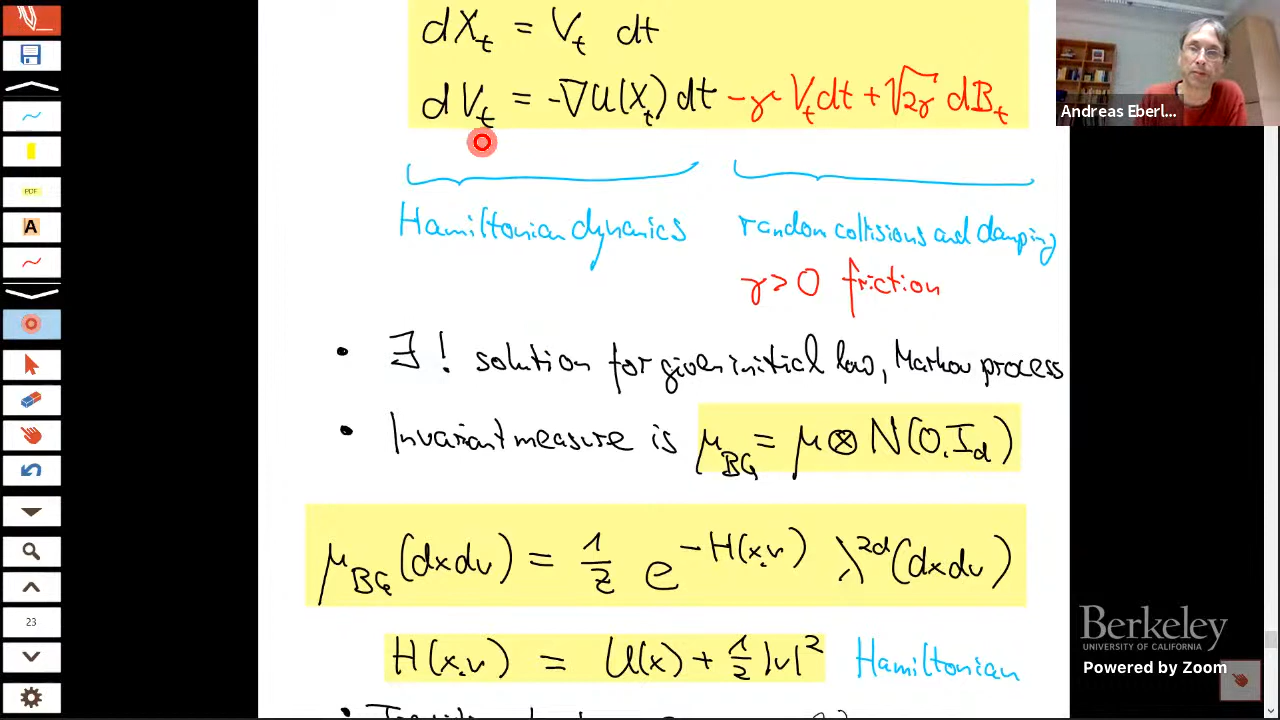 dX_t = V_t dt
dV_t = -∇U(X_t) dt - γ V_t dt + √2γ dB_t
Andreas Eberl...
Hamiltonian dynamics
random collisions and damping
γ > 0 friction
• ∃! solution for given initial law, Markov process
• Invariant measure is μ_BG = μ ⊗ N(0, I_d)
μ_BG(dx dv) = 1/Z e^{-H(x,v)} λ^{2d}(dx dv)
H(x,v) = U(x) + 1/2 |v|^2 Hamiltonian
PDF
A
23
Berkeley
UNIVERSITY OF CALIFORNIA
Powered by Zoom